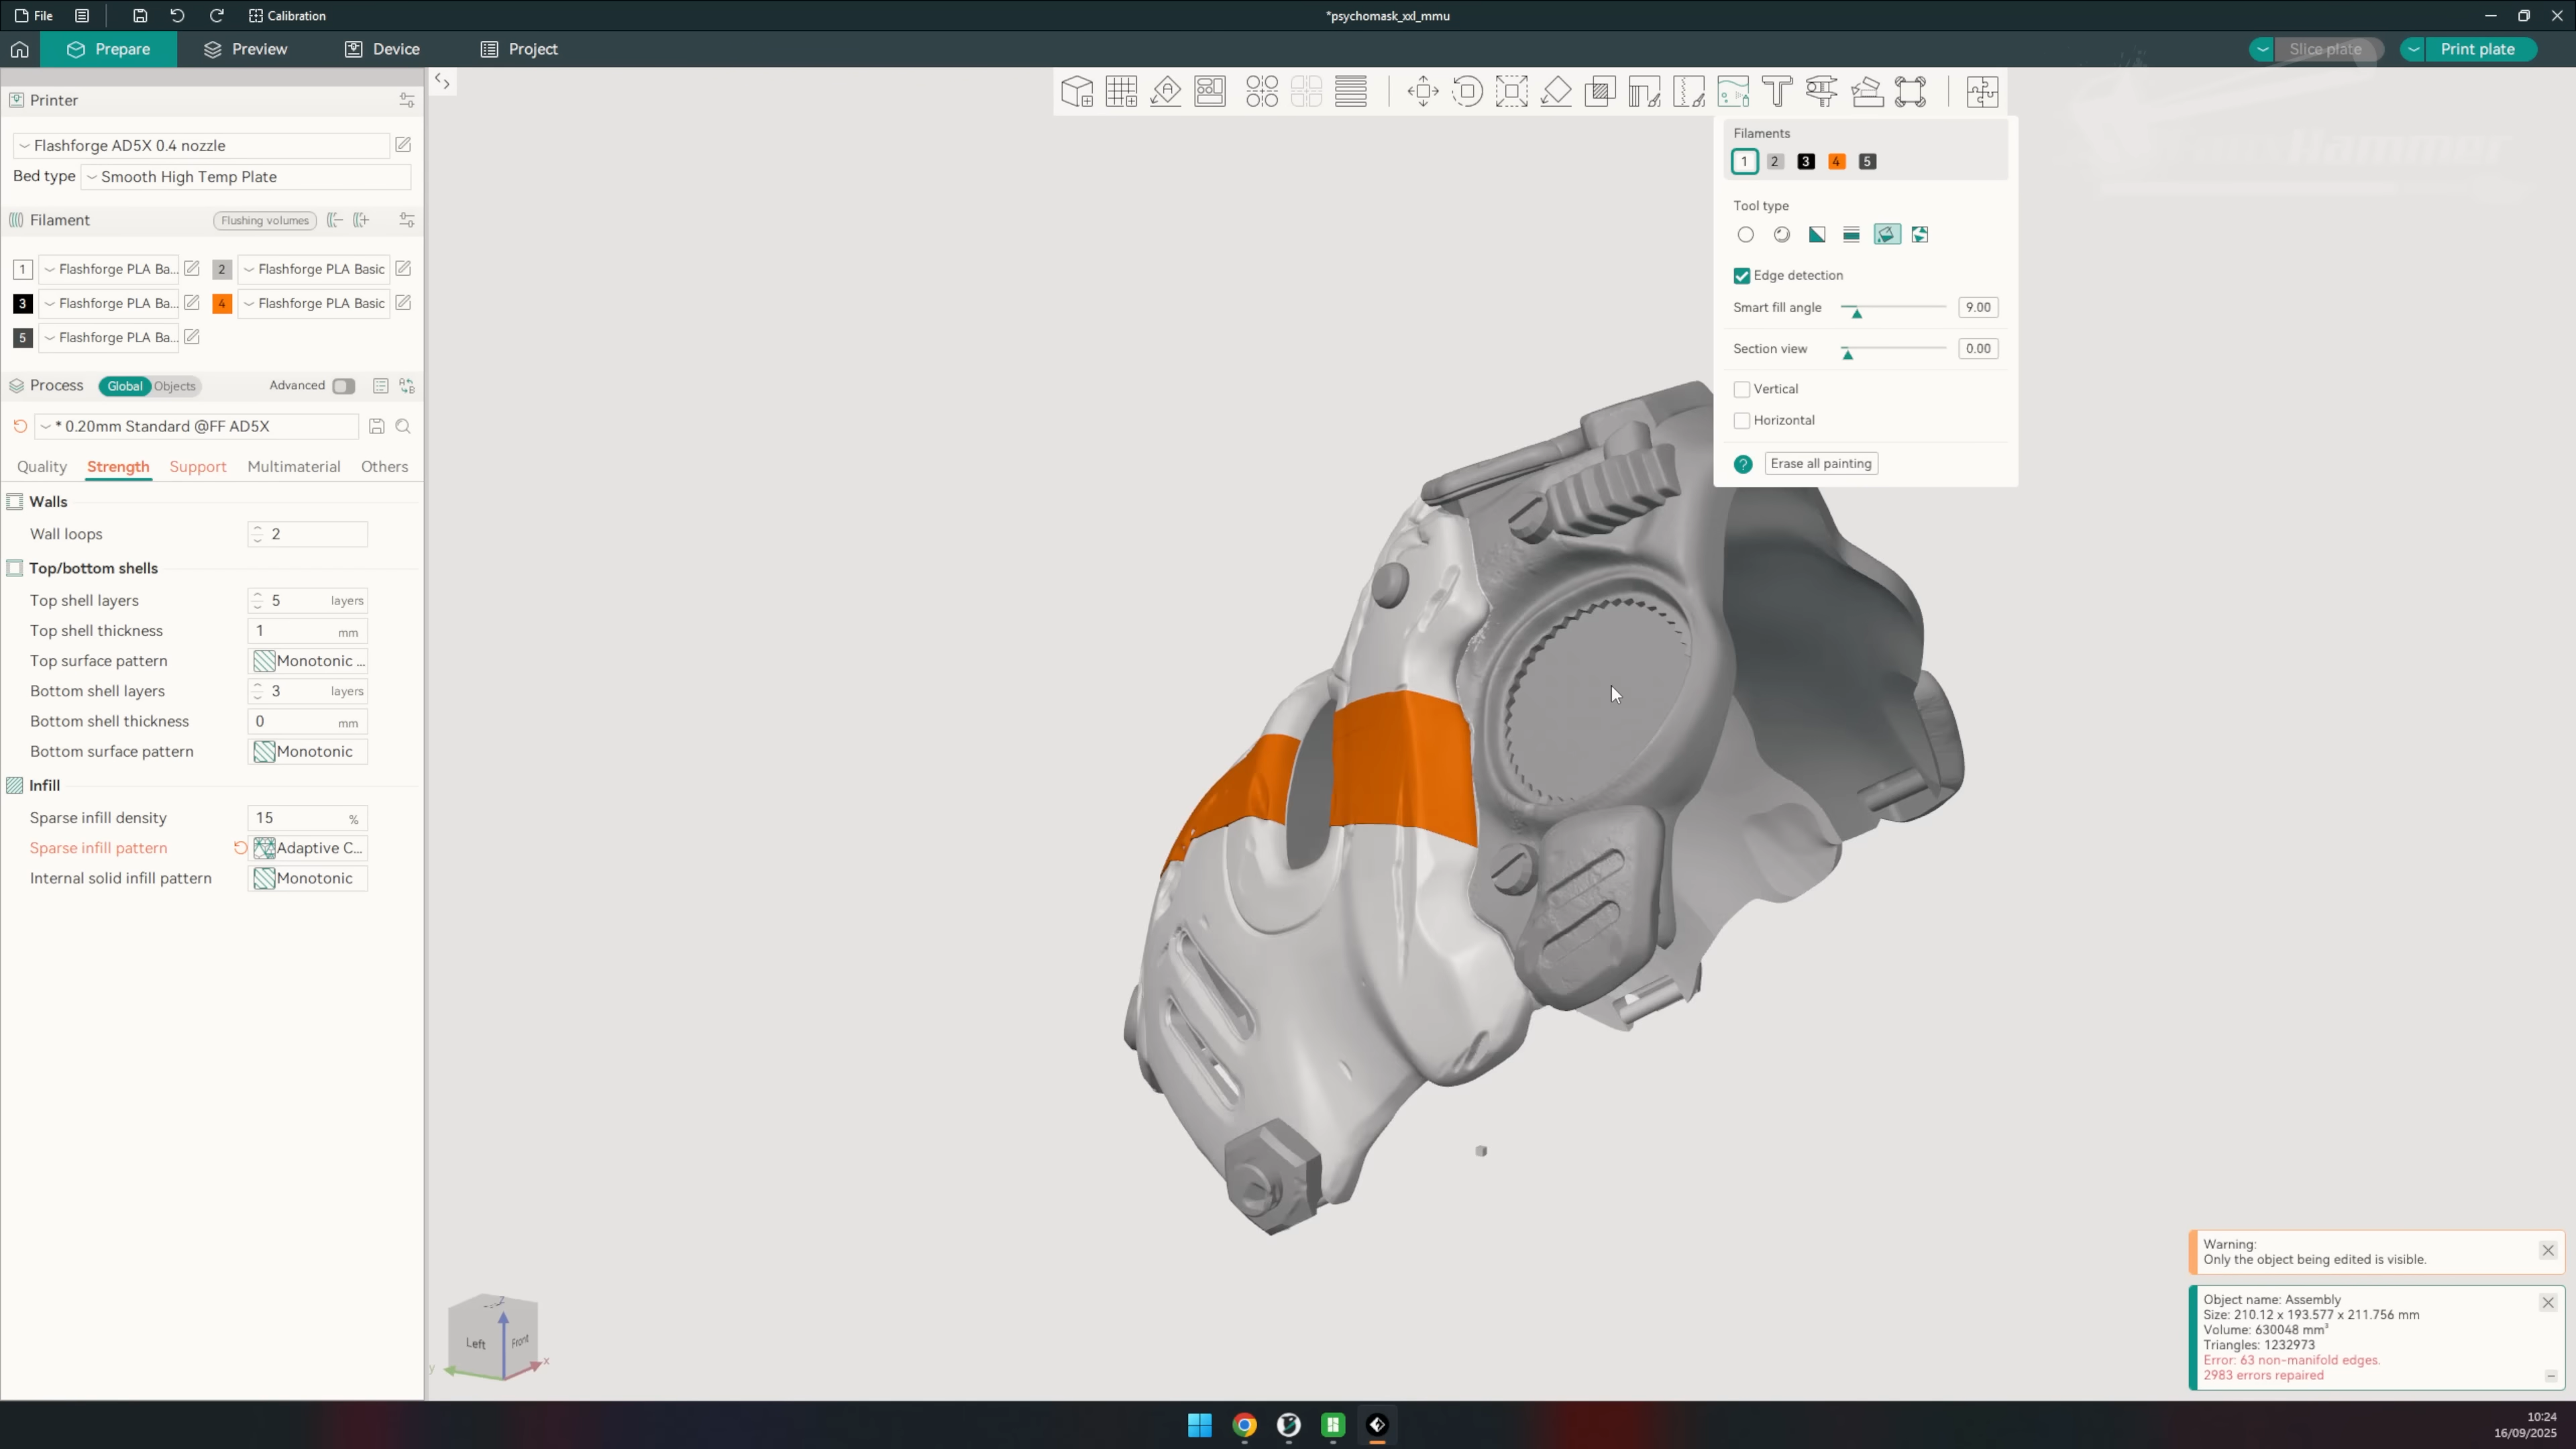 File
Calibration
*psychomask_xxl_mmu
Prepare
Preview
Device
Project
Slice plate
Print plate
Printer
Flashforge AD5X 0.4 nozzle
Bed type
Smooth High Temp Plate
Filament
Flushing volumes
1 Flashforge PLA Ba...
2 Flashforge PLA Basic
3 Flashforge PLA Ba...
4 Flashforge PLA Basic
5 Flashforge PLA Ba...
Process
Global
Objects
Advanced
* 0.20mm Standard @FF AD5X
Quality
Strength
Support
Multimaterial
Others
Walls
Wall loops 2
Top/bottom shells
Top shell layers 5 layers
Top shell thickness 1 mm
Top surface pattern Monotonic ...
Bottom shell layers 3 layers
Bottom shell thickness 0 mm
Bottom surface pattern Monotonic
Infill
Sparse infill density 15 %
Sparse infill pattern Adaptive C...
Internal solid infill pattern Monotonic
Filaments
1 2 3 4 5
Tool type
Edge detection
Smart fill angle 9.00
Section view 0.00
Vertical
Horizontal
? Erase all painting
Hammer
Left
Front
y
x
Warning:
Only the object being edited is visible.
Object name: Assembly
Size: 210.12 x 193.577 x 211.756 mm
Volume: 630048 mm³
Triangles: 1232973
Error: 63 non-manifold edges.
2983 errors repaired
10:24
16/09/2025